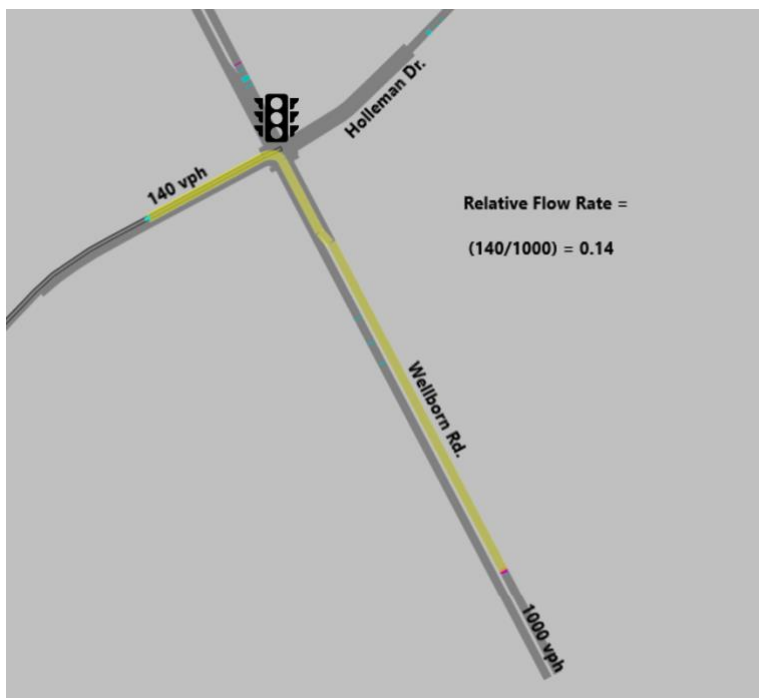 Holleman Dr.
140 vph
Relative Flow Rate =
(140/1000) = 0.14
Wellborn Rd.
1000 vph